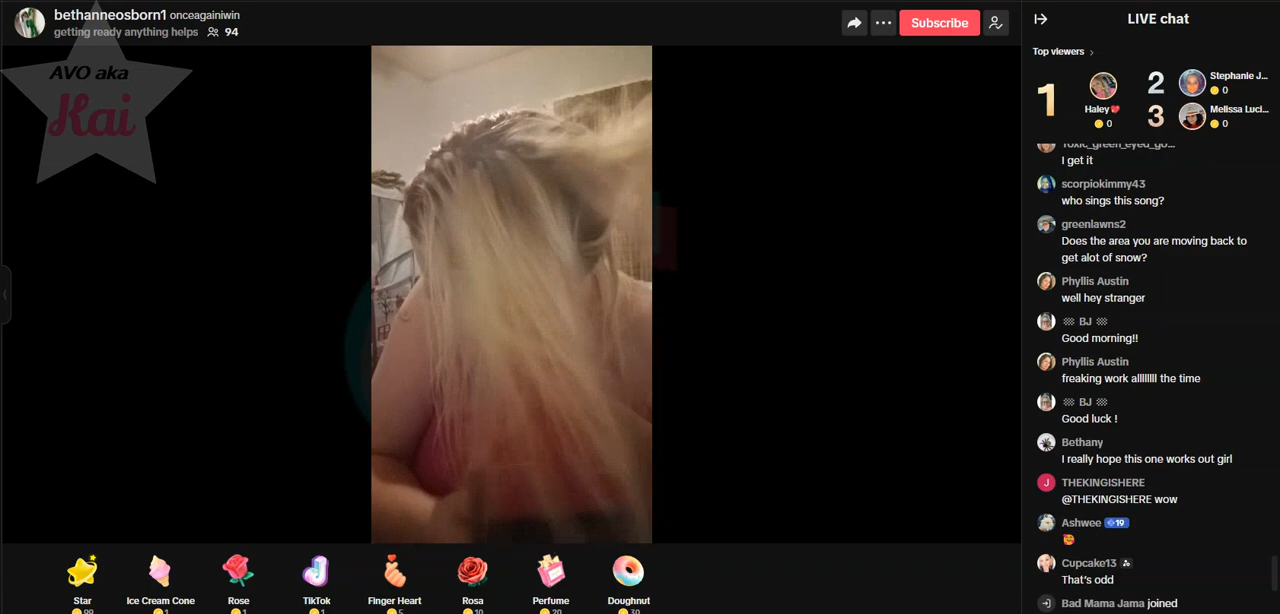 bethanneosborn1 onceagainiwin
getting ready anything helps 94
Subscribe
AVO aka
Kai
LIVE chat
Top viewers
1
Haley
0
2
Stephanie J...
0
3
Melissa Luci...
0
Toxic_green_eyed_go...
I get it
scorpiokimmy43
who sings this song?
greenlawns2
Does the area you are moving back to
get alot of snow?
Phyllis Austin
well hey stranger
BJ
Good morning!!
Phyllis Austin
freaking work allllllll the time
BJ
Good luck !
Bethany
I really hope this one works out girl
J
THEKINGISHERE
@THEKINGISHERE wow
Ashwee 19
Cupcake13
That's odd
Bad Mama Jama joined
Star
99
Ice Cream Cone
1
Rose
1
TikTok
1
Finger Heart
5
Rosa
10
Perfume
20
Doughnut
30